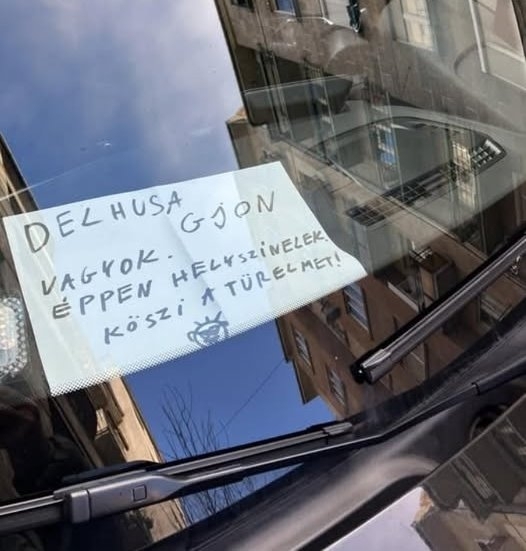 DELHUSA GJON
VAGYOK.
ÉPPEN HELYSZÍNELEK.
KÖSZI A TÜRELMET!